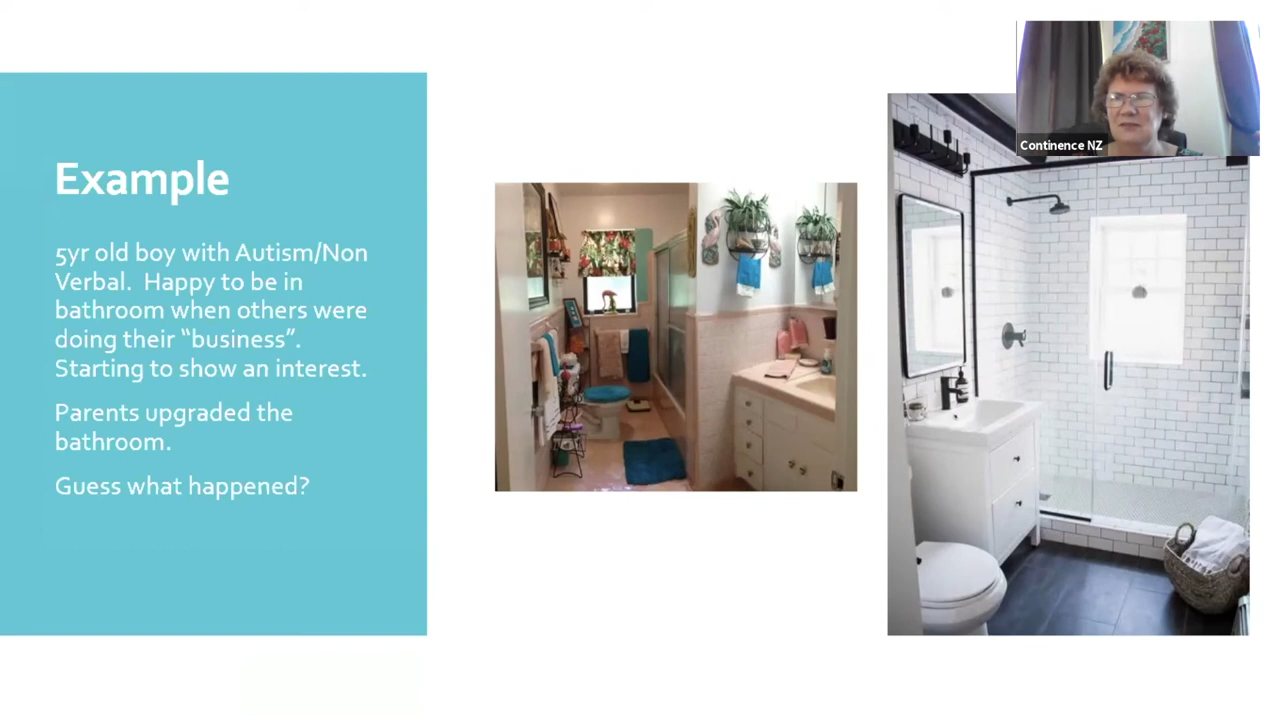 Example
5yr old boy with Autism/Non
Verbal.  Happy to be in
bathroom when others were
doing their “business”.
Starting to show an interest.
Parents upgraded the
bathroom.
Guess what happened?
Continence NZ